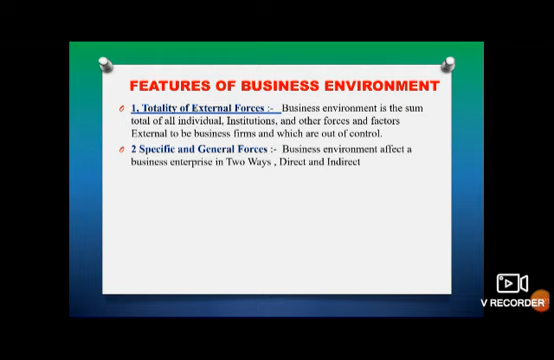 FEATURES OF BUSINESS ENVIRONMENT
1, Totality of External Forces :- Business environment is the sum
total of all individual, Institutions, and other forces and factors
External to be business firms and which are out of control.
2 Specific and General Forces :- Business environment affect a
business enterprise in Two Ways , Direct and Indirect
V RECORDER